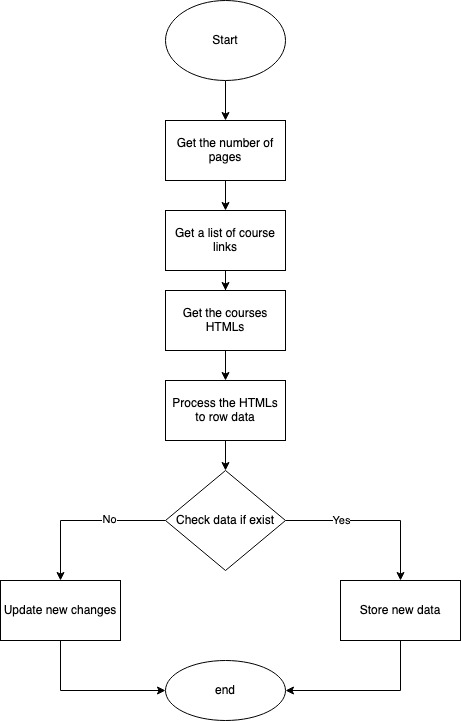 Start
Get the number of
pages
Get a list of course
links
Get the courses
HTMLs
Process the HTMLs
to row data
Check data if exist
No
Yes
Update new changes
Store new data
end